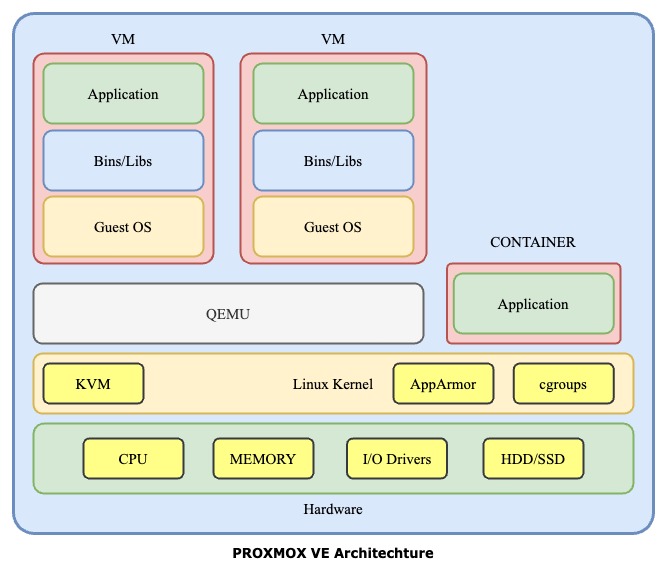 VM
VM
Application
Application
Bins/Libs
Bins/Libs
Guest OS
Guest OS
CONTAINER
Application
QEMU
KVM
Linux Kernel
AppArmor
cgroups
CPU
MEMORY
I/O Drivers
HDD/SSD
Hardware
PROXMOX VE Architechture